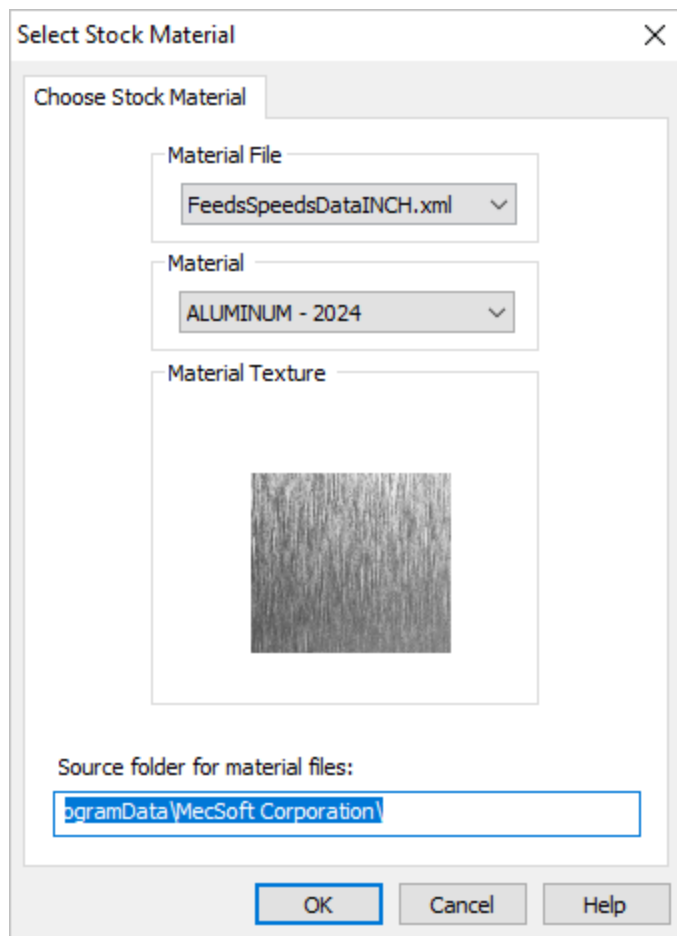 Select Stock Material
Choose Stock Material
Material File
FeedsSpeedsDataINCH.xml
Material
ALUMINUM - 2024
Material Texture
Source folder for material files:
ogramData\MecSoft Corporation\
OK Cancel Help